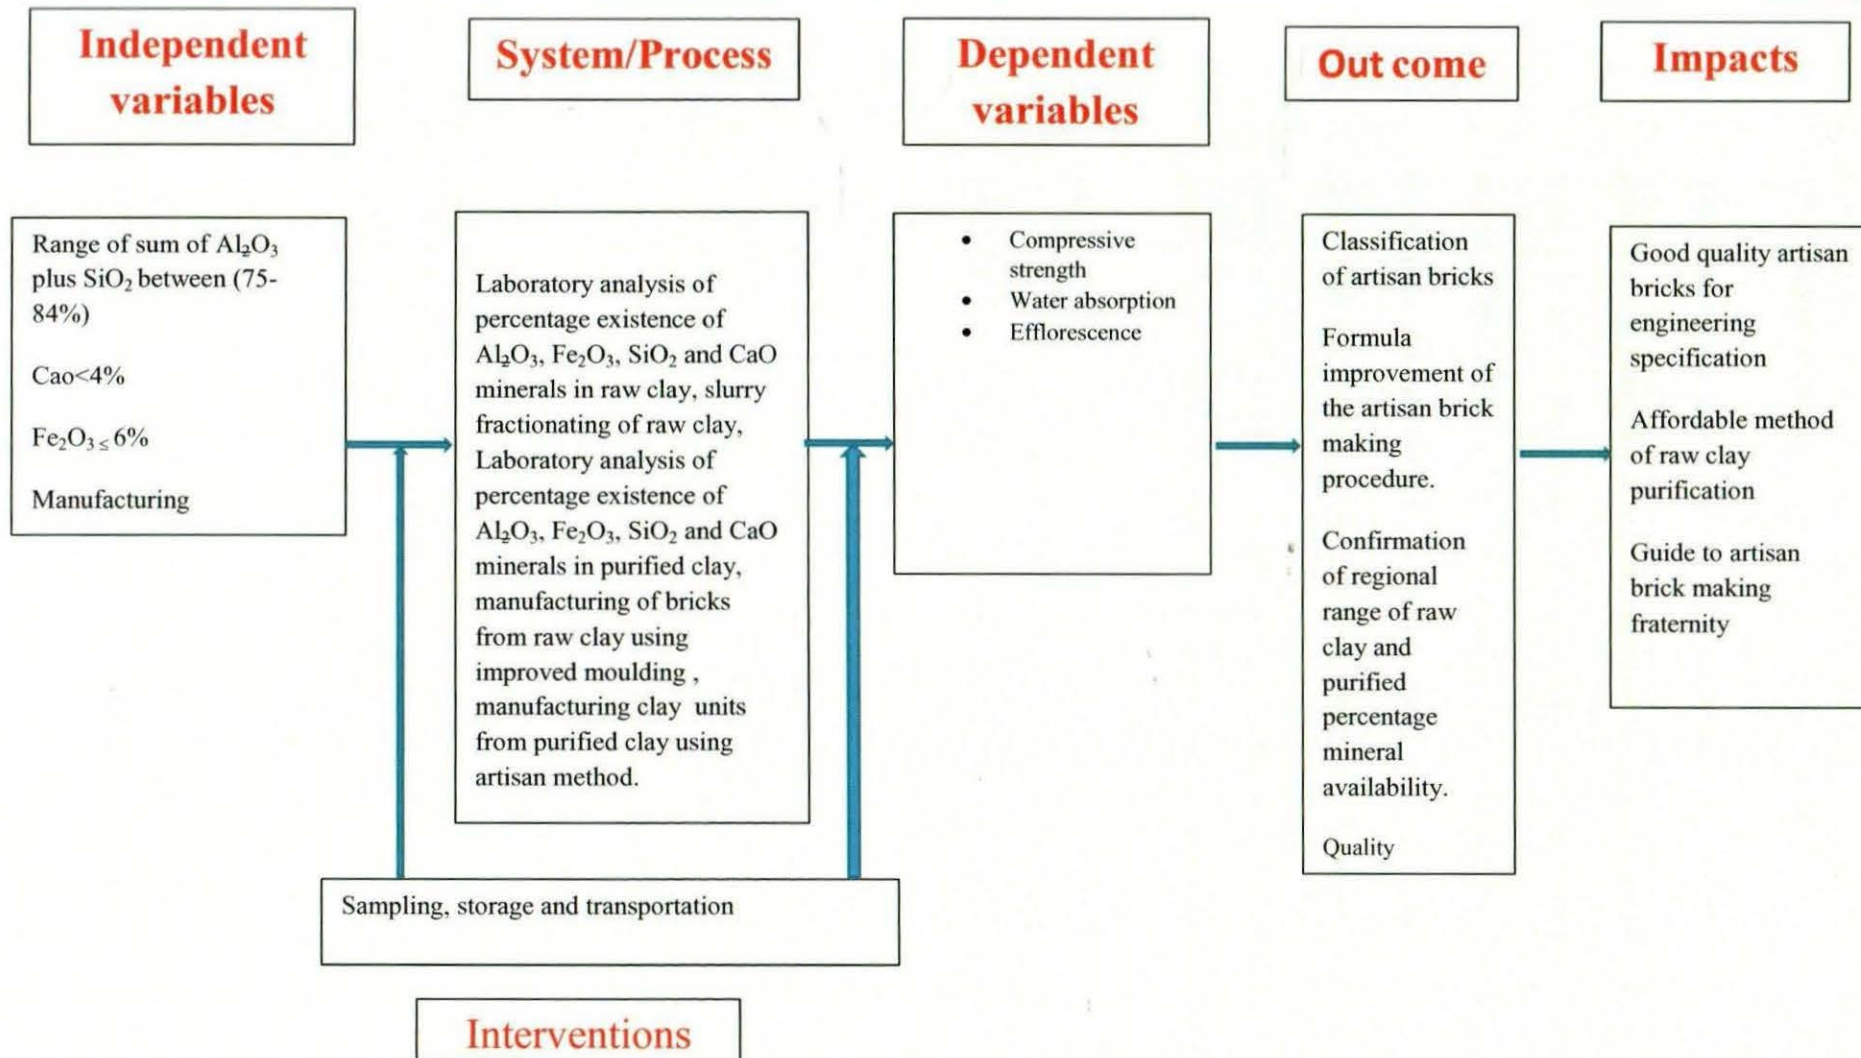 Independent
variables
System/Process
Dependent
variables
Out come
Impacts
Range of sum of Al₂O₃
plus SiO₂ between (75-
84%)
Cao<4%
Fe₂O₃ ≤ 6%
Manufacturing
Laboratory analysis of
percentage existence of
Al₂O₃, Fe₂O₃, SiO₂ and CaO
minerals in raw clay, slurry
fractionating of raw clay,
Laboratory analysis of
percentage existence of
Al₂O₃, Fe₂O₃, SiO₂ and CaO
minerals in purified clay,
manufacturing of bricks
from raw clay using
improved moulding ,
manufacturing clay units
from purified clay using
artisan method.
• Compressive
strength
• Water absorption
• Efflorescence
Classification
of artisan bricks
Formula
improvement of
the artisan brick
making
procedure.
Confirmation
of regional
range of raw
clay and
purified
percentage
mineral
availability.
Quality
Good quality artisan
bricks for
engineering
specification
Affordable method
of raw clay
purification
Guide to artisan
brick making
fraternity
Sampling, storage and transportation
Interventions